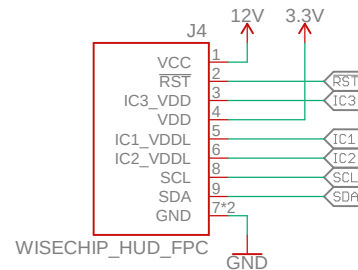 J4
12V
3.3V
VCC 1
RST 2 RST
IC3_VDD 3 IC3
VDD 4
IC1_VDDL 5 IC1
IC2_VDDL 6 IC2
SCL 8 SCL
SDA 9 SDA
GND 7*2
WISECHIP_HUD_FPC
GND